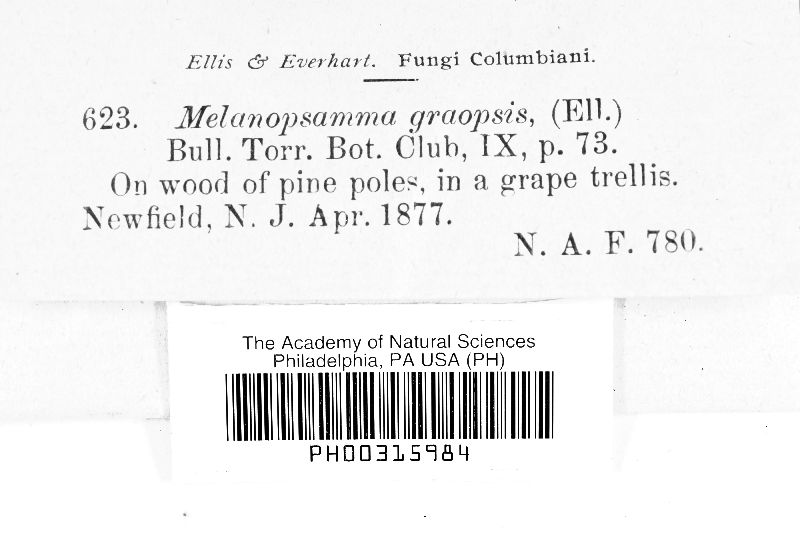 Ellis & Everhart. Fungi Columbiani.
623. Melanopsamma graopsis, (Ell.)
Bull. Torr. Bot. Club, IX, p. 73.
On wood of pine poles, in a grape trellis.
Newfield, N. J. Apr. 1877.
N. A. F. 780.
The Academy of Natural Sciences
Philadelphia, PA USA (PH)
PH00315984